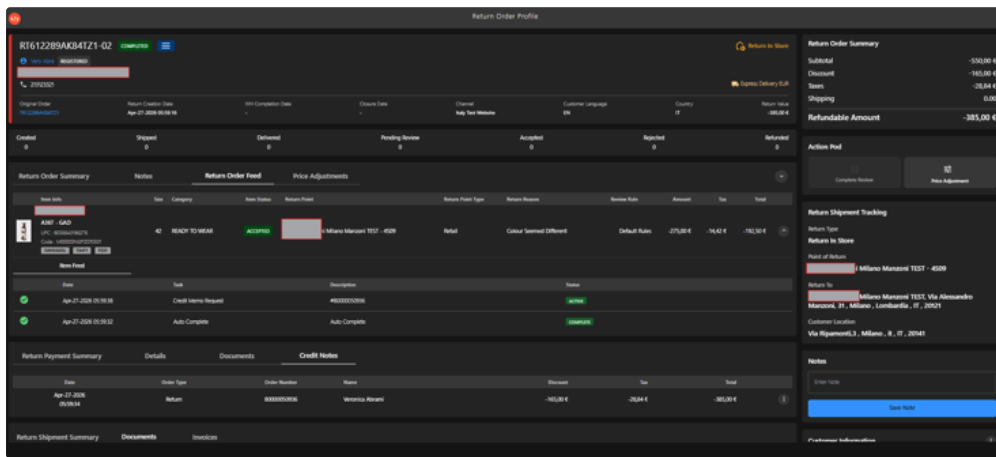 Return Order Profile
RT612289AK84TZ1-02 COMPLETED
REGISTERED
Return In Store
Express Delivery EUR
Original Order Return Creation Date WH Completion Date Closure Date Channel Customer Language Country Return Value
Apr-27-2026 05:59:16 - - Italy Test Website EN IT -385,00 €
Created Shipped Delivered Pending Review Accepted Rejected Refunded
0 0 0 0 0 0 0
Return Order Summary Notes Return Order Feed Price Adjustments
Item Info Size Category Item Status Return Point Return Point Type Return Reason Review Rule Amount Tax Total
A387 - GAD
42 READY TO WEAR ACCEPTED i Milano Manzoni TEST - 4509 Retail Colour Seemed Different Default Rules -275,00 € -14,42 € -192,50 €
Item Feed
Date Task Description Status
Apr-27-2026 05:59:38 Credit Memo Request #80000050936 ACTIVE
Apr-27-2026 05:59:32 Auto Complete Auto Complete COMPLETE
Return Payment Summary Details Documents Credit Notes
Date Order Type Order Number Name Discount Tax Total
Apr-27-2026
05:59:34
Return 80000050936 Veronica Abrami -165,00 € -28,84 € -385,00 €
Return Shipment Summary Documents Invoices
Return Order Summary
Subtotal -550,00 €
Discount -165,00 €
Taxes -28,84 €
Shipping 0.00
Refundable Amount -385,00 €
Action Pod
Complete Review Price Adjustment
Return Shipment Tracking
Return Type
Return In Store
Point of Return
i Milano Manzoni TEST - 4509
Return To
Milano Manzoni TEST, Via Alessandro
Manzoni, 31 , Milano , Lombardia , IT , 20121
Customer Location
Via Ripamonti,3 , Milano , it , IT , 20141
Notes
Enter Note
Save Note
Customer Information